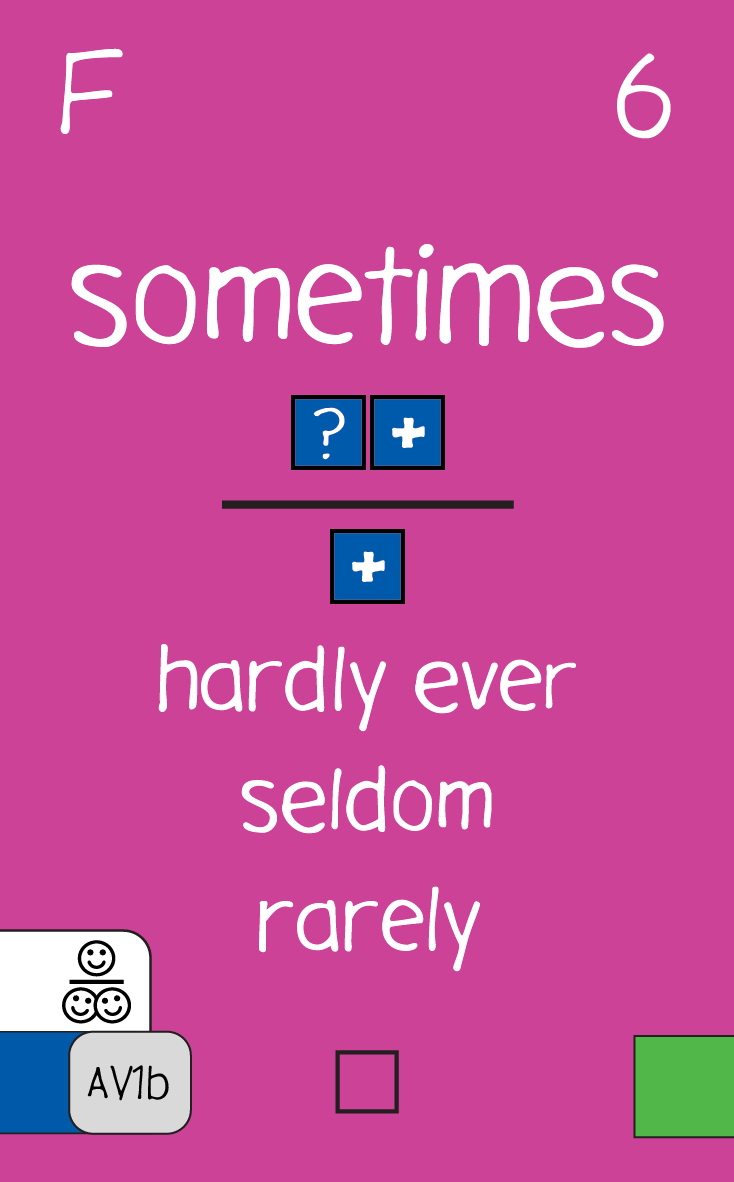 F 6
sometimes
? +
+
hardly ever
seldom
rarely
AV1b